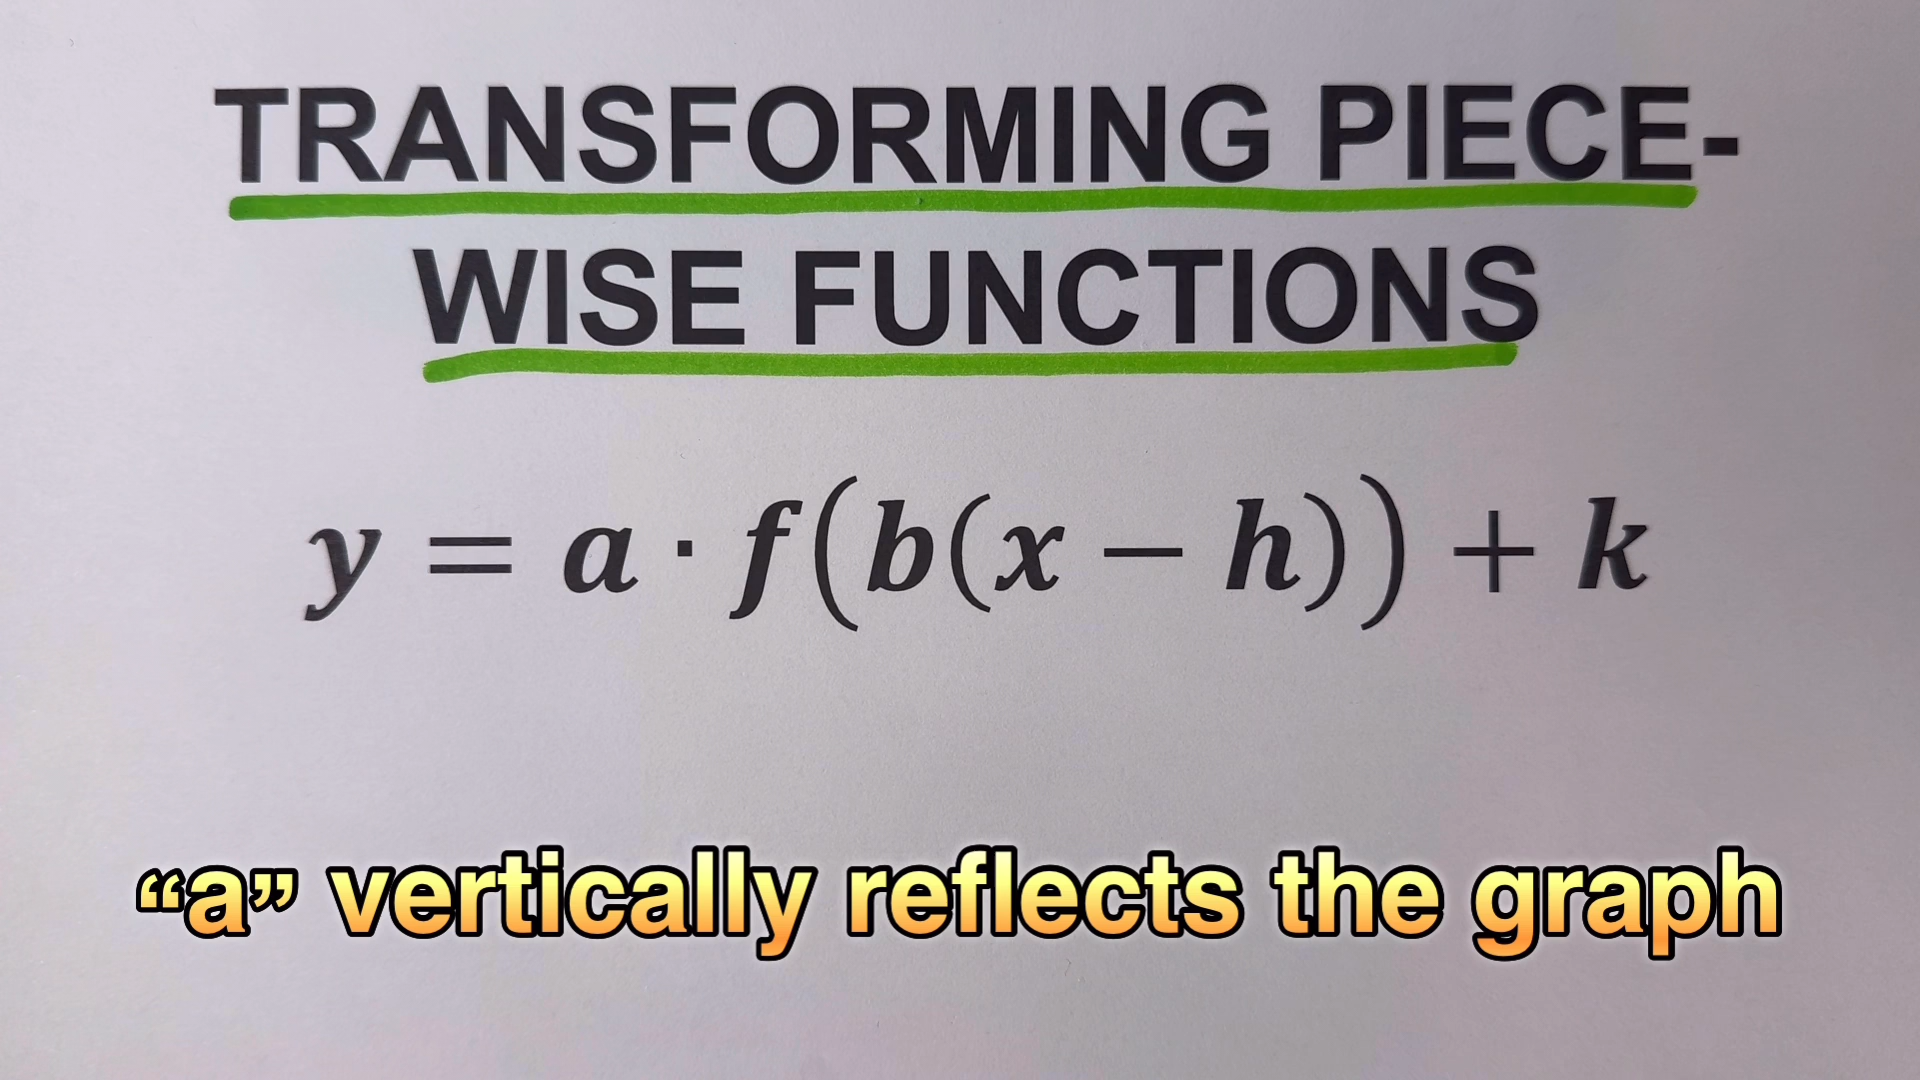 TRANSFORMING PIECE-
WISE FUNCTIONS
y = a · f(b(x − h)) + k
“a” vertically reflects the graph